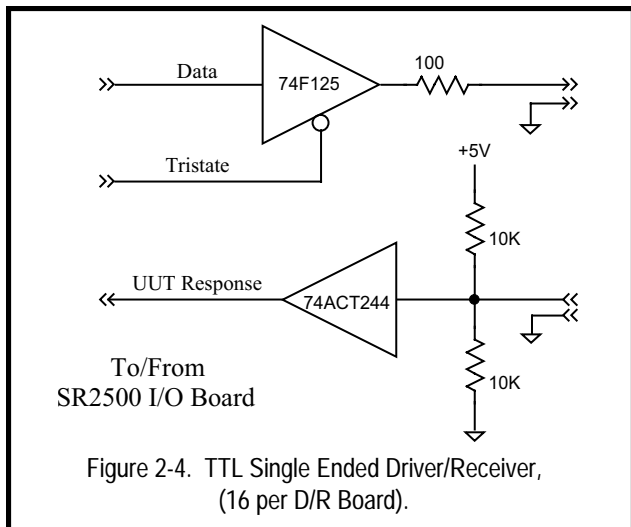 Data
74F125
100
Tristate
+5V
10K
UUT Response
74ACT244
10K
To/From
SR2500 I/O Board
Figure 2-4. TTL Single Ended Driver/Receiver,
(16 per D/R Board).